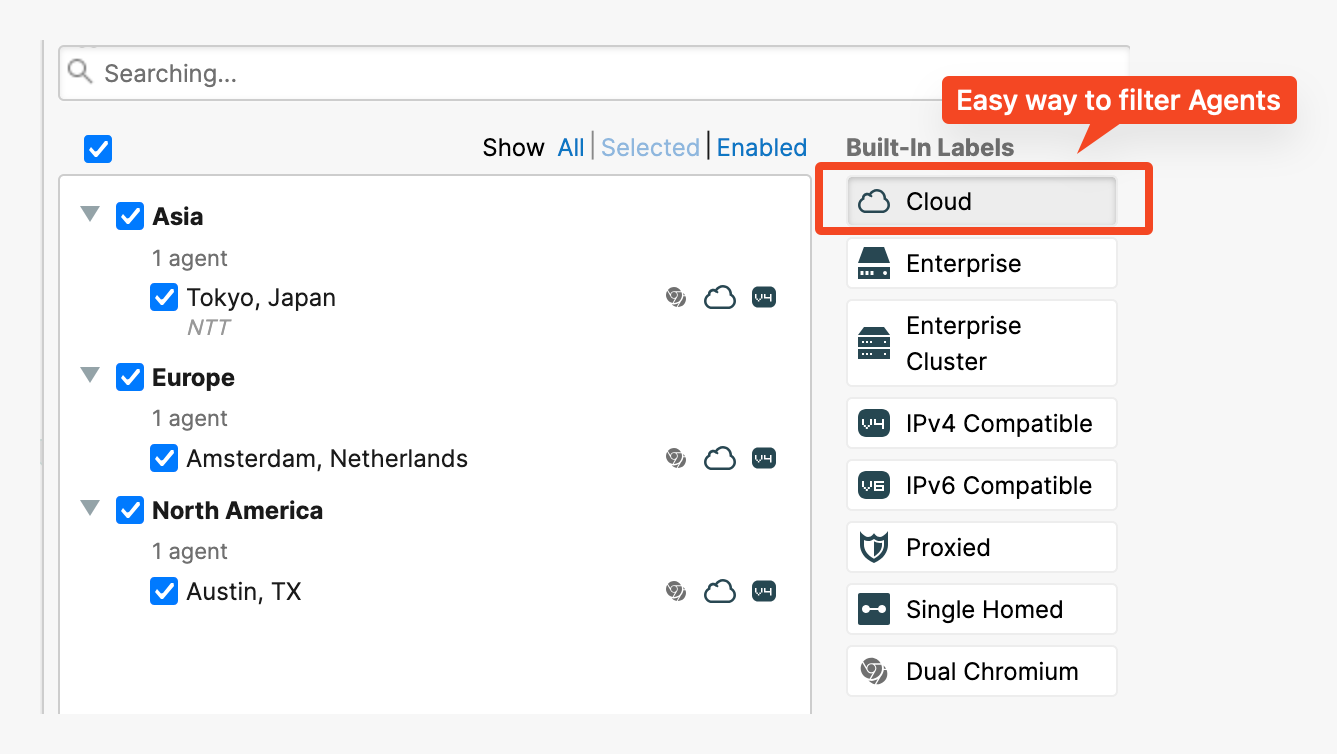 Searching...
Easy way to filter Agents
Show All | Selected | Enabled
Built-In Labels
Asia
1 agent
Tokyo, Japan
V4
NTT
Europe
1 agent
Amsterdam, Netherlands
V4
North America
1 agent
Austin, TX
V4
Cloud
Enterprise
Enterprise
Cluster
V4 IPv4 Compatible
V6 IPv6 Compatible
Proxied
Single Homed
Dual Chromium